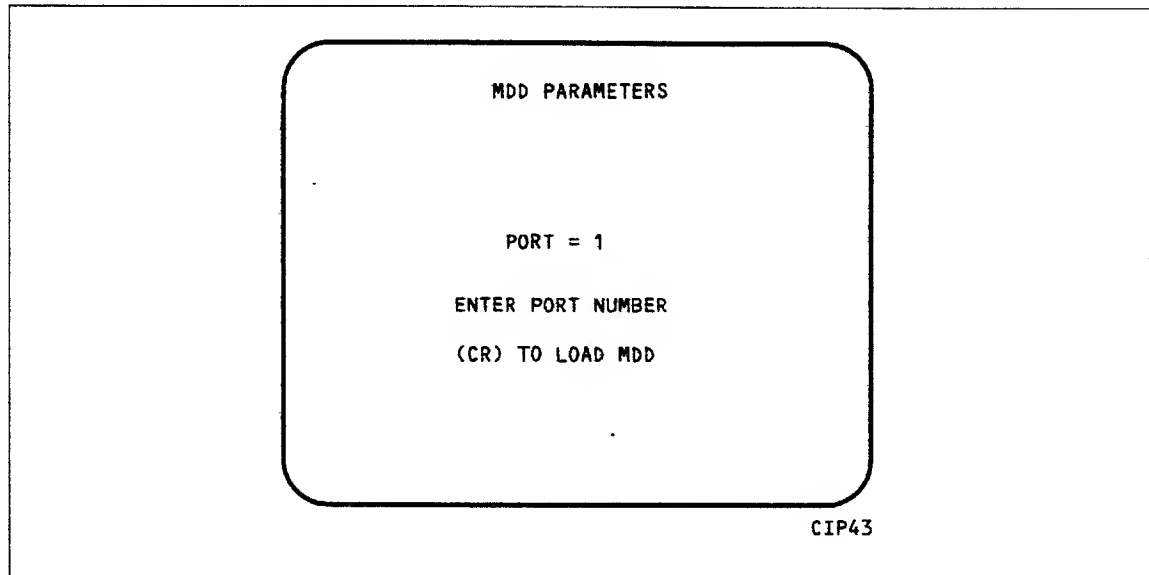 MDD PARAMETERS
PORT = 1
ENTER PORT NUMBER
(CR) TO LOAD MDD
CIP43